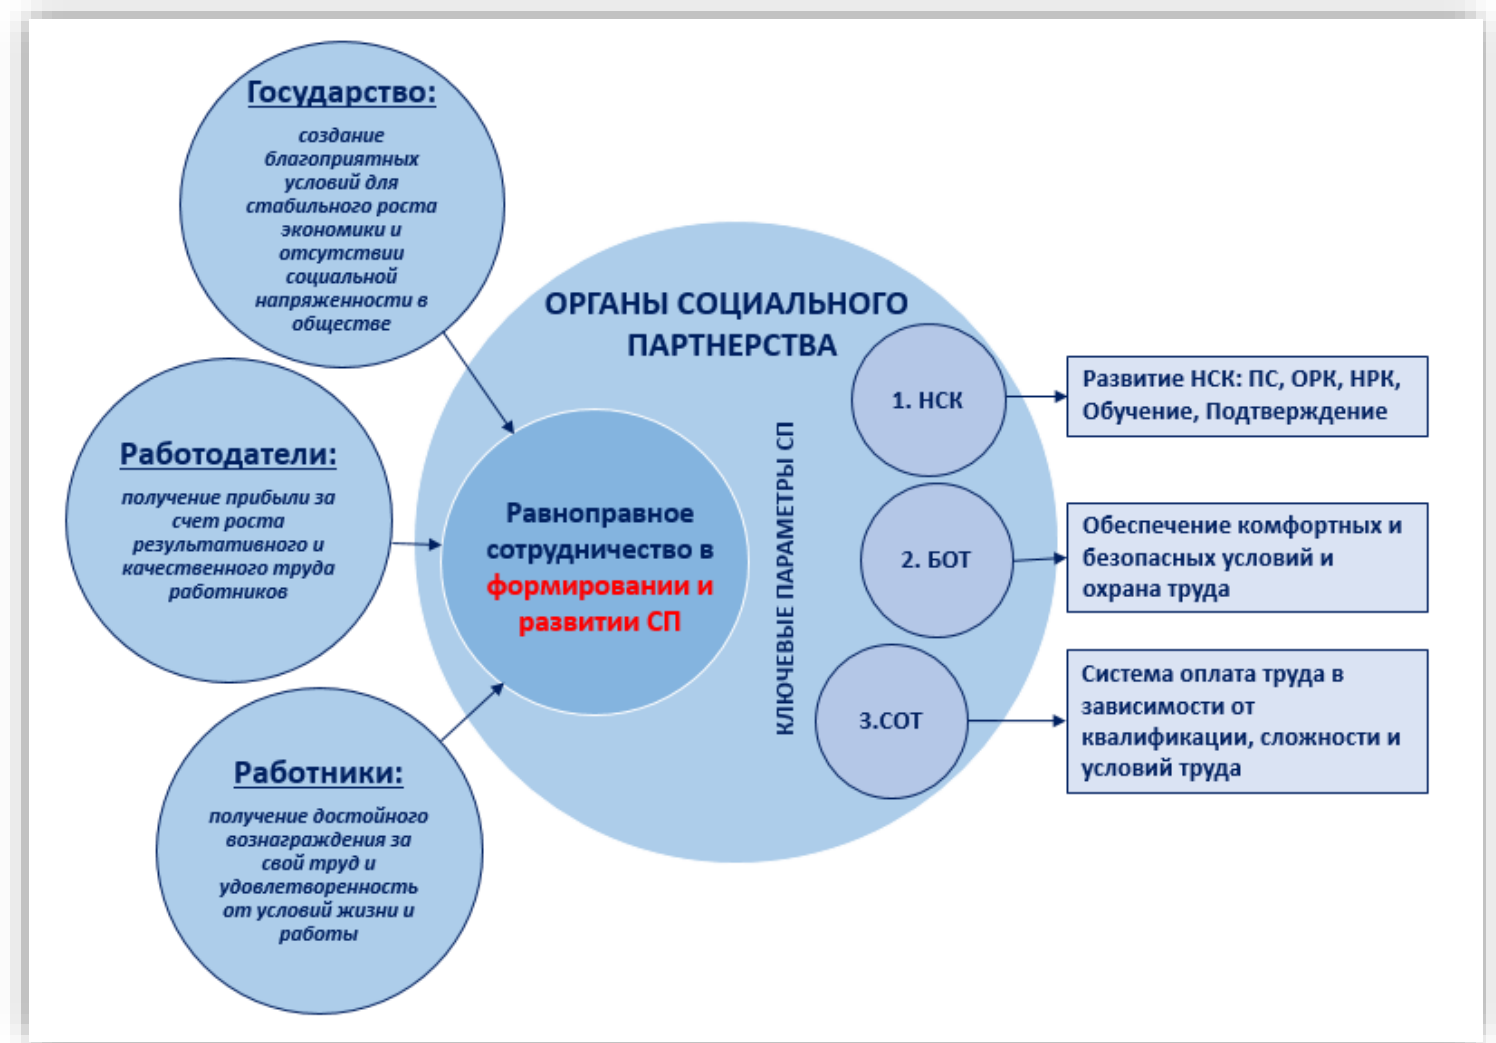 Государство:
создание
благоприятных
условий для
стабильного роста
экономики и
отсутствии
социальной
напряженности в
обществе
Работодатели:
получение прибыли за
счет роста
результативного и
качественного труда
работников
Работники:
получение достойного
вознаграждения за
свой труд и
удовлетворенность
от условий жизни и
работы
ОРГАНЫ СОЦИАЛЬНОГО
ПАРТНЕРСТВА
Равноправное
сотрудничество в
формировании и
развитии СП
КЛЮЧЕВЫЕ ПАРАМЕТРЫ СП
1. НСК
2. БОТ
3.СОТ
Развитие НСК: ПС, ОРК, НРК,
Обучение, Подтверждение
Обеспечение комфортных и
безопасных условий и
охрана труда
Система оплата труда в
зависимости от
квалификации, сложности и
условий труда